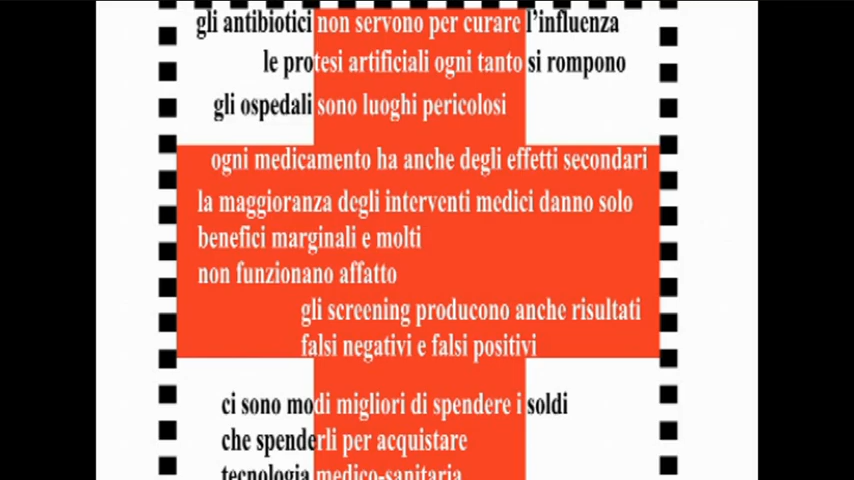 gli antibiotici non servono per curare l'influenza
le protesi artificiali ogni tanto si rompono
gli ospedali sono luoghi pericolosi
ogni medicamento ha anche degli effetti secondari
la maggioranza degli interventi medici danno solo
benefici marginali e molti
non funzionano affatto
gli screening producono anche risultati
falsi negativi e falsi positivi
ci sono modi migliori di spendere i soldi
che spenderli per acquistare
tecnologia medico-sanitaria